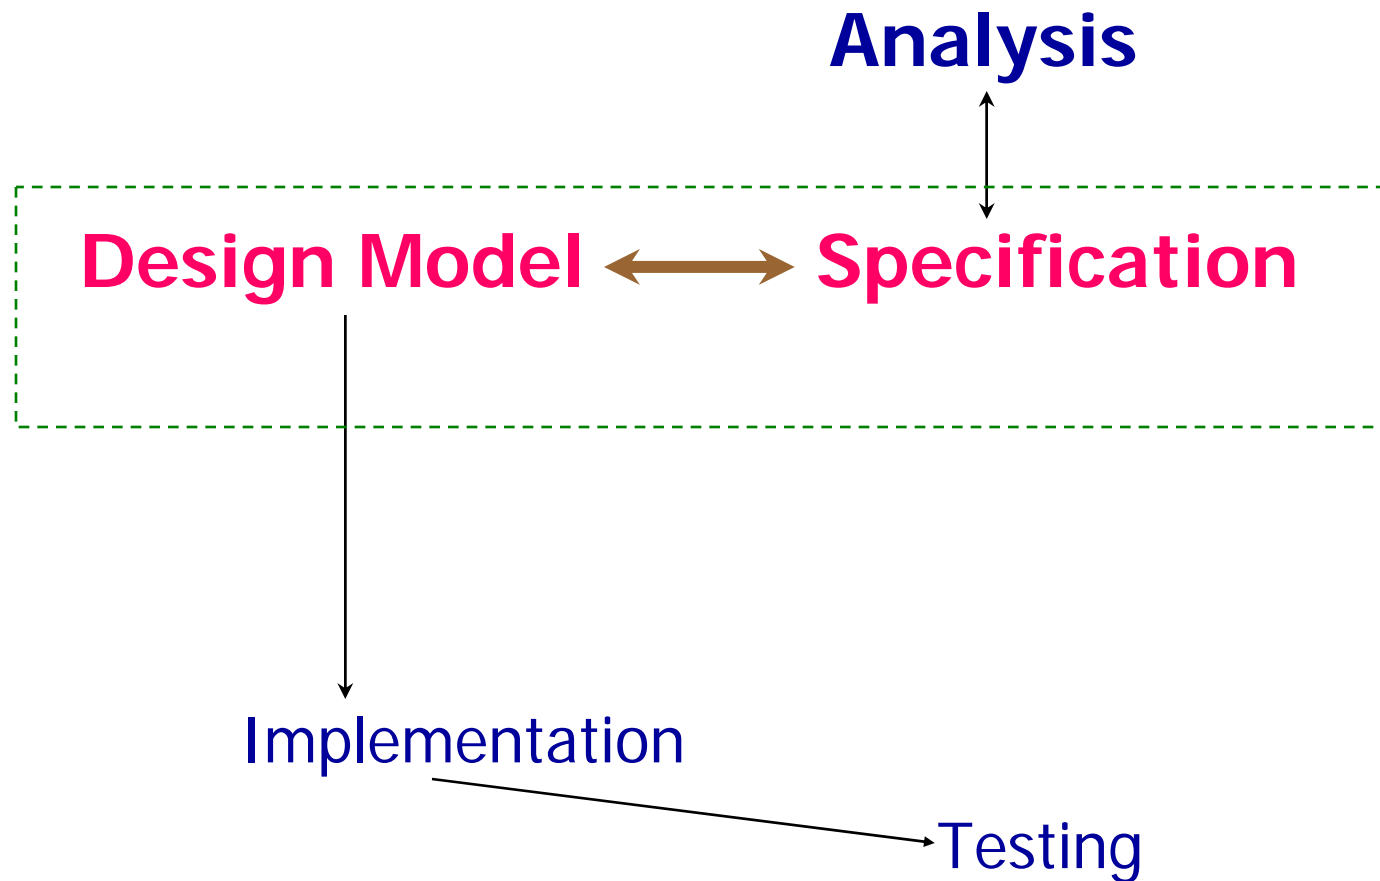 Analysis
Design Model
Specification
Implementation
Testing